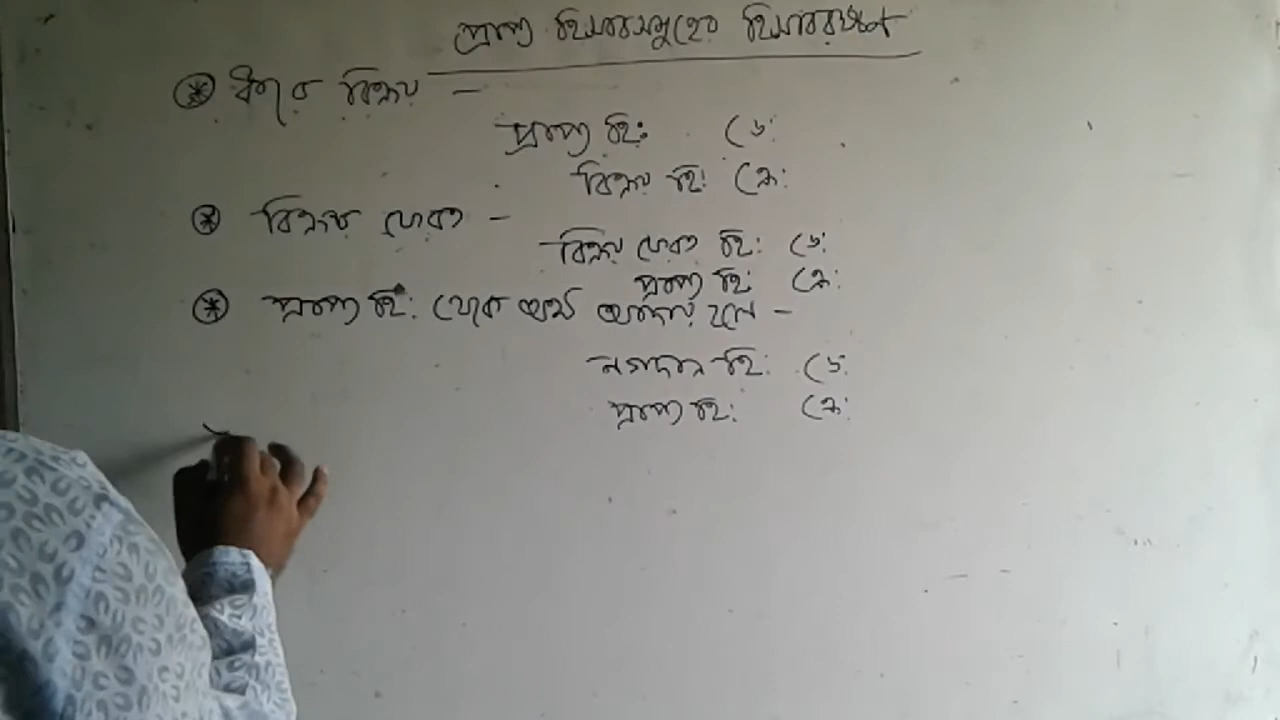 প্রাপ্য হিসাবসমূহের হিসাবরক্ষণ
ধারে বিক্রয় -
প্রাপ্য হিঃ ডে:
বিক্রয় হি: ক্রে:
বিক্রয় ফেরত -
বিক্রয় ফেরত হি: ডে:
প্রাপ্য হি: ক্রে:
প্রাপ্য হি: থেকে অর্থ আদায় হলে -
নগদান হি: ডে:
প্রাপ্য হি: ক্রে: